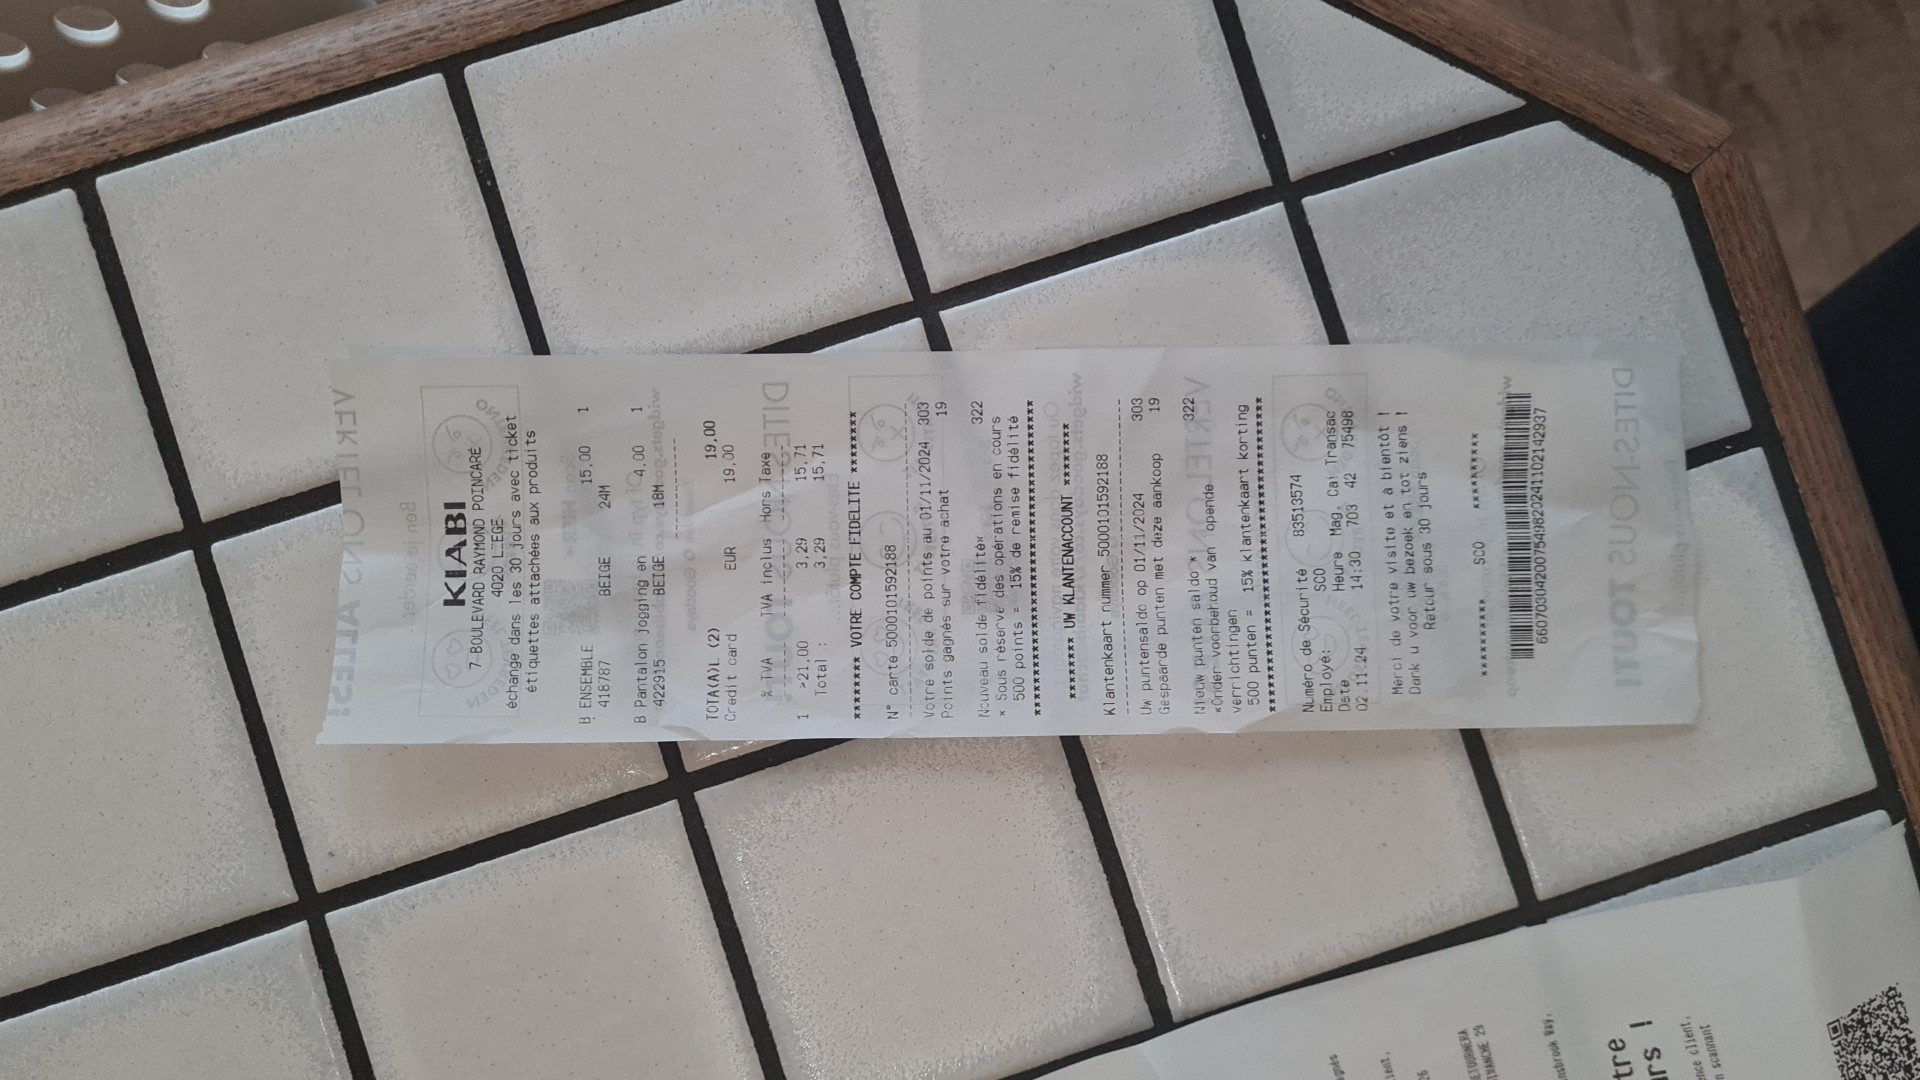 KIABI
7-BOULEVARD RAYMOND POINCARE
4020 LIEGE
échange dans les 30 jours avec ticket
étiquettes attachées aux produits
B ENSEMBLE 15,00 1
418787 BEIGE 24M
B Pantalon jogging en 4,00 1
422915 BEIGE 18M
TOTA(A)L (2) 19,00
Credit card EUR 19,00
% TVA TVA inclus Hors Taxe
1 >21.00 3,29 15,71
Total : 3,29 15,71
******** VOTRE COMPTE FIDELITE ********
N° carte 5000101592188
Votre solde de points au 01/11/2024 303
Points gagnés sur votre achat 19
Nouveau solde fidélité* 322
* Sous réserve des opérations en cours
500 points = 15% de remise fidélité
******** UW KLANTENACCOUNT ********
Klantenkaart nummer 5000101592188
Uw puntensaldo op 01/11/2024 303
Gespaarde punten met deze aankoop 19
Nieuw punten saldo * 322
*Onder voorbehoud van lopende
verrichtingen
500 punten = 15% klantenkaart korting
Numéro de Sécurité 83513574
Employé: SCO
Date Heure Mag. Cai Transac
02.11.24 14:30 703 42 75498
Merci de votre visite et à bientôt !
Dank u voor uw bezoek en tot ziens !
Retour sous 30 jours
********* SCO *********
6607030420075498202411021429​37
DITES-NOUS TOUT!